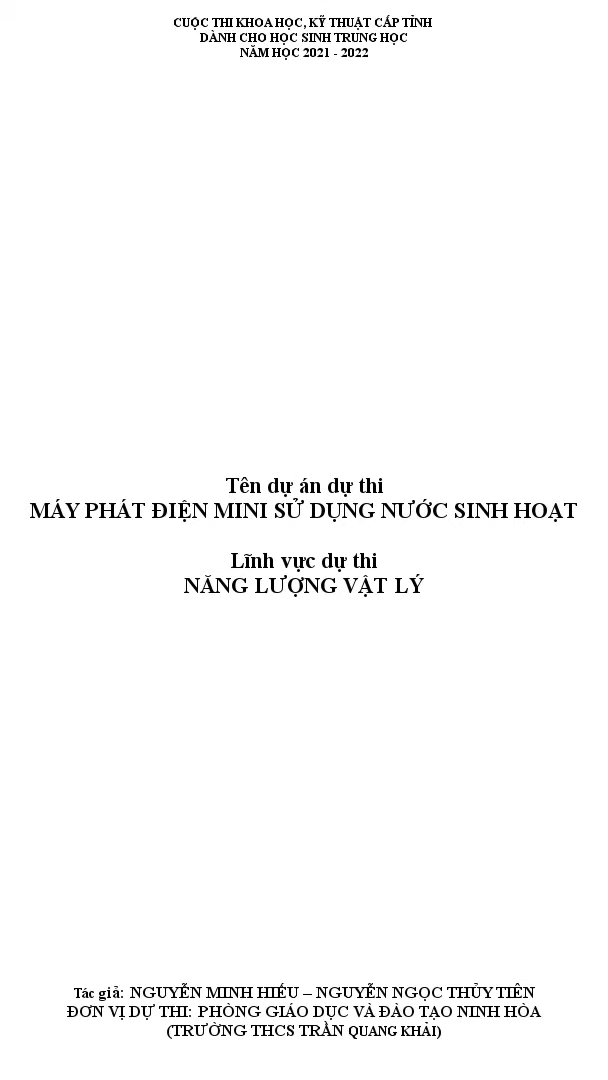 CUỘC THI KHOA HỌC, KỸ THUẬT CẤP TỈNH
DÀNH CHO HỌC SINH TRUNG HỌC
NĂM HỌC 2021 - 2022
Tên dự án dự thi
MÁY PHÁT ĐIỆN MINI SỬ DỤNG NƯỚC SINH HOẠT
Lĩnh vực dự thi
NĂNG LƯỢNG VẬT LÝ
Tác giả: NGUYỄN MINH HIẾU – NGUYỄN NGỌC THỦY TIÊN
ĐƠN VỊ DỰ THI: PHÒNG GIÁO DỤC VÀ ĐÀO TẠO NINH HÒA
(TRƯỜNG THCS TRẦN QUANG KHẢI)